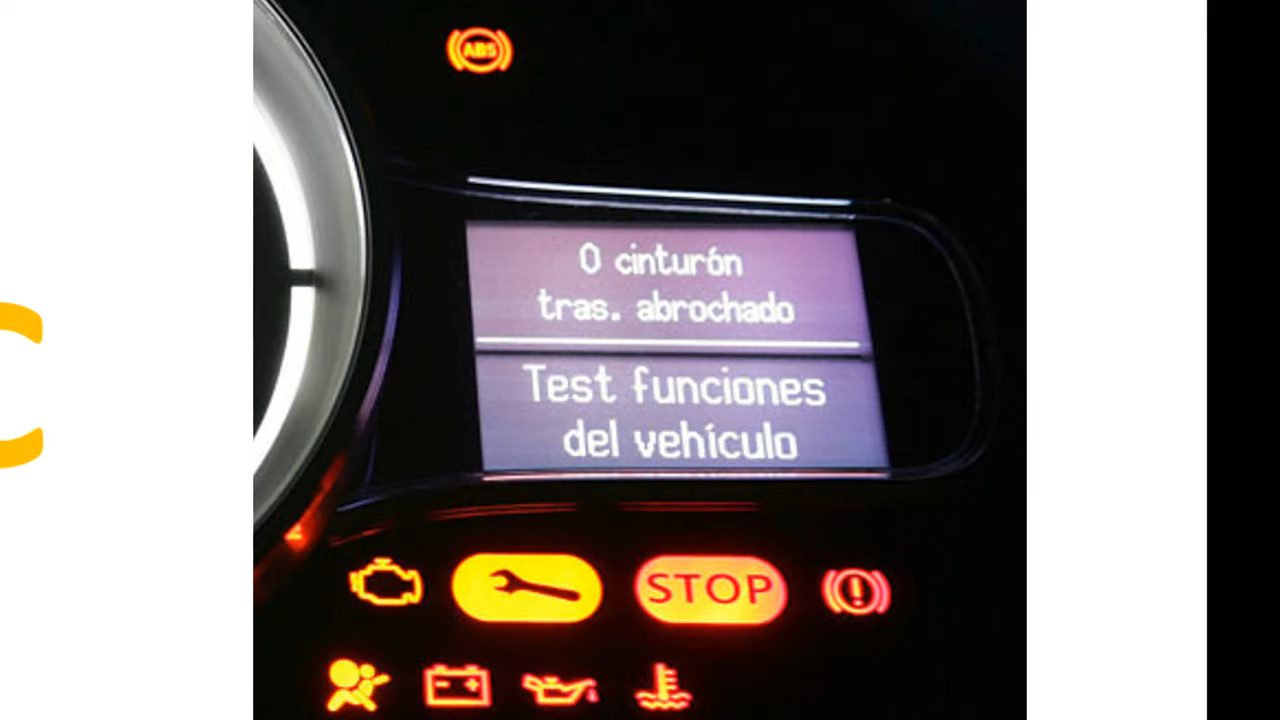 ABS
0 cinturón
tras. abrochado
Test funciones
del vehículo
STOP